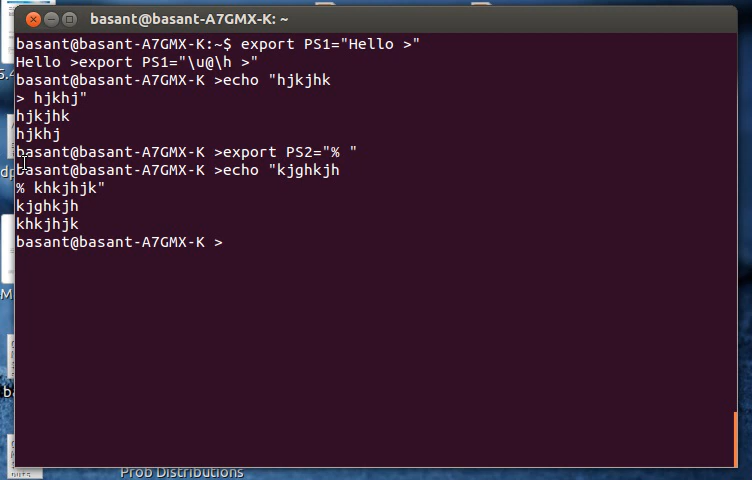 basant@basant-A7GMX-K: ~
basant@basant-A7GMX-K:~$ export PS1="Hello >"
Hello >export PS1="\u@\h >"
basant@basant-A7GMX-K >echo "hjkjhk
> hjkhj"
hjkjhk
hjkhj
basant@basant-A7GMX-K >export PS2="% "
basant@basant-A7GMX-K >echo "kjghkjh
% khkjhjk"
kjghkjh
khkjhjk
basant@basant-A7GMX-K >
Prob Distributions